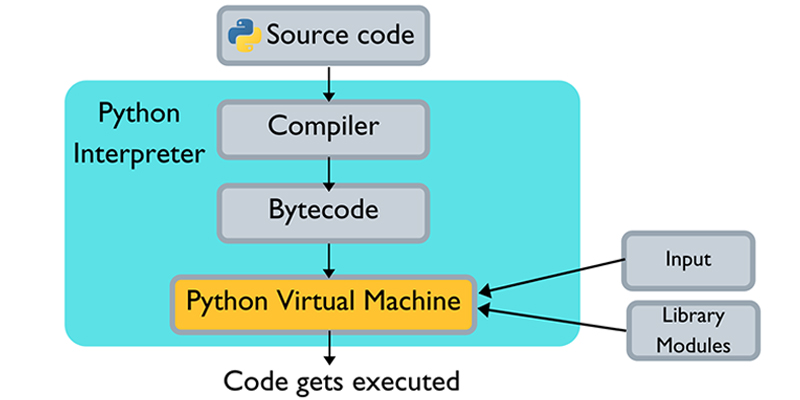 Source code
Python
Interpreter
Compiler
Bytecode
Python Virtual Machine
Input
Library
Modules
Code gets executed